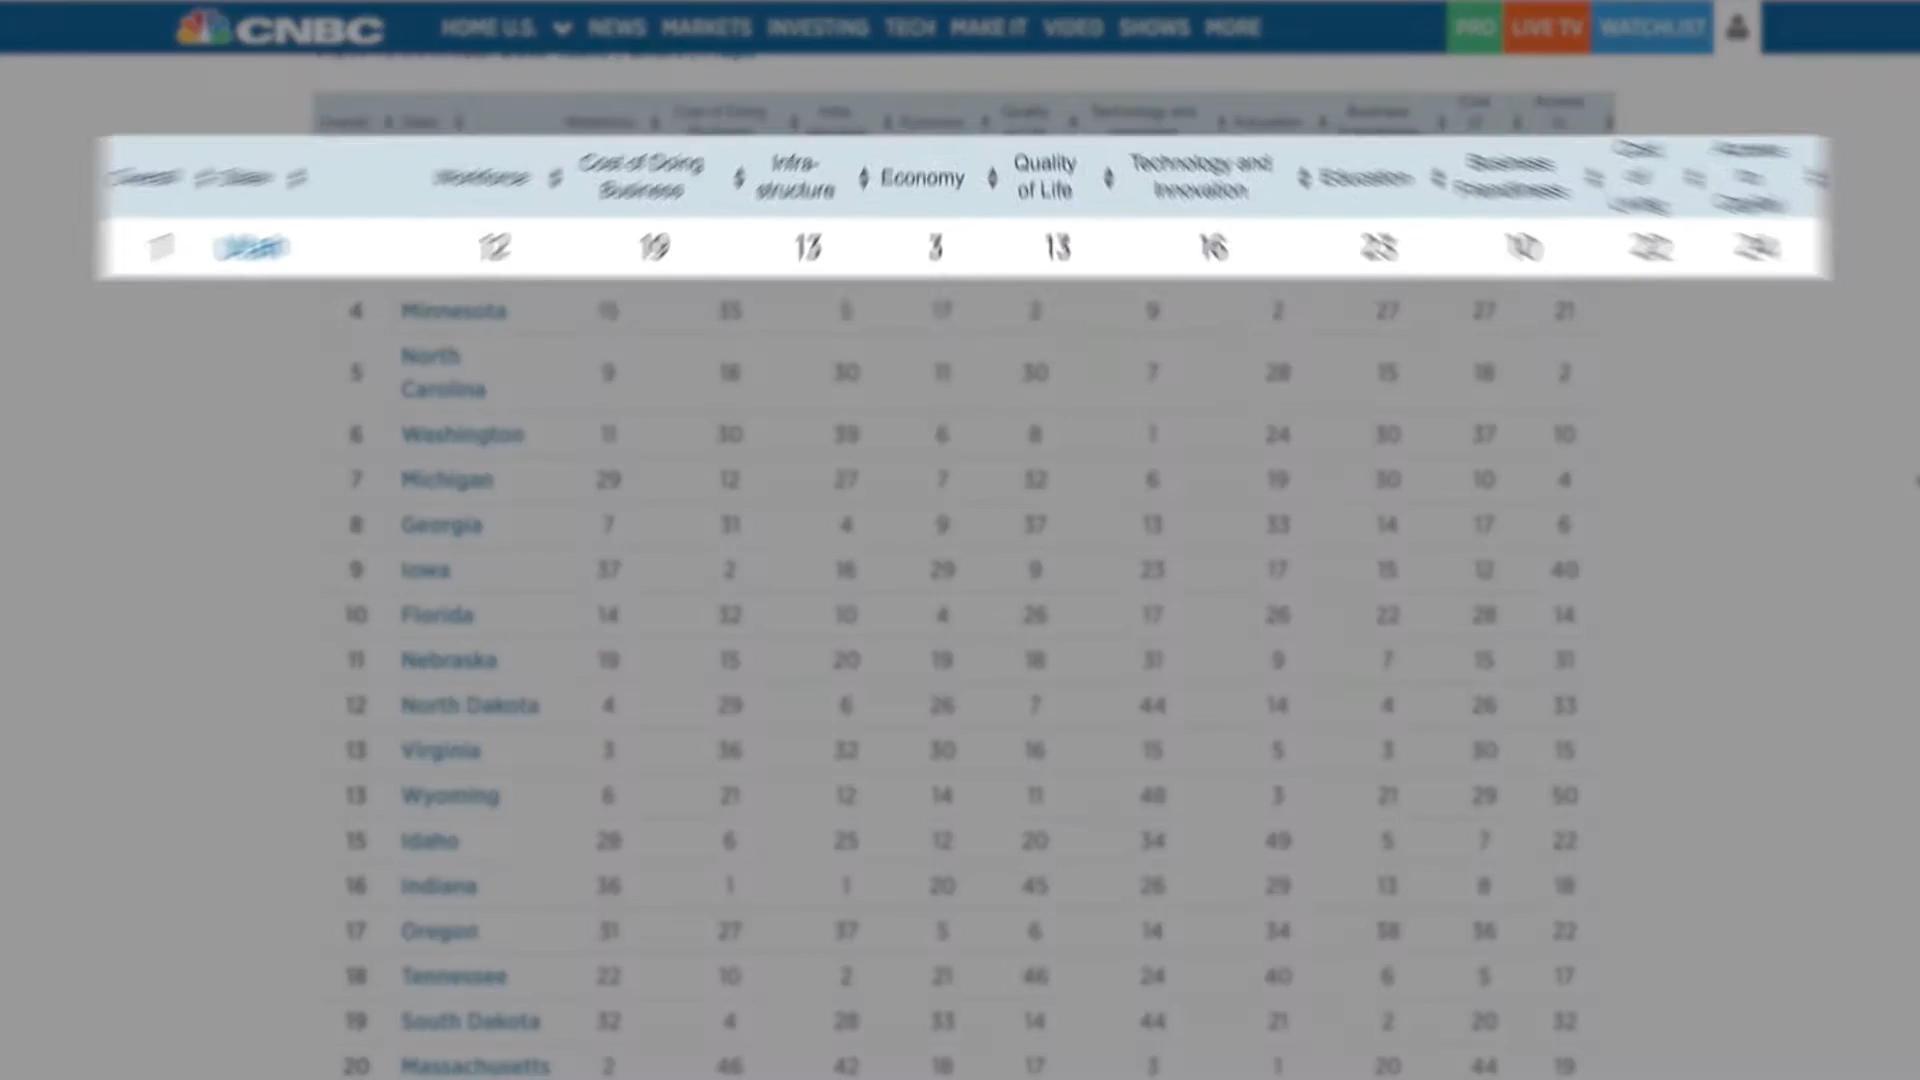 CNBC HOME U.S. NEWS MARKETS INVESTING TECH MAKE IT VIDEO SHOWS MORE PRO LIVE TV WATCHLIST
Workforce Cost of Doing Business Infra-structure Economy Quality of Life Technology and Innovation Education Business
12 19 13 3 13 16
4 Minnesota 15 35 5 17 2 9 2 27 27 21
5 North Carolina 9 30 11 30 7 28 15 2
6 Washington 11 30 39 6 8 1 24 30 37 10
7 Michigan 29 12 27 7 32 6 19 30 10 4
8 Georgia 7 31 4 9 37 13 33 14 17 6
9 Iowa 37 2 16 29 9 23 17 15 12 40
10 Florida 14 32 10 4 26 17 26 22 28 14
11 Nebraska 19 15 20 19 18 31 9 7 15 31
12 North Dakota 4 29 6 26 7 44 14 4 26 33
13 Virginia 3 36 32 30 16 15 5 3 30 15
13 Wyoming 6 21 12 14 11 48 3 21 29 50
15 Idaho 28 6 25 12 20 34 49 5 7 22
16 Indiana 36 1 1 20 45 26 29 13 8 18
17 Oregon 31 27 37 5 6 14 34 38 36 22
18 Tennessee 22 10 2 21 46 24 40 6 5 17
19 South Dakota 32 4 28 33 14 44 21 2 20 32
20 Massachusetts 2 46 42 18 17 3 1 20 44 19